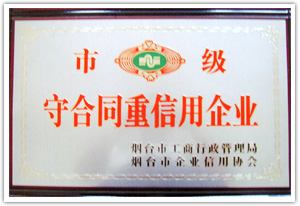 市 级
守合同重信用企业
烟台市工商行政管理局
烟台市企业信用协会